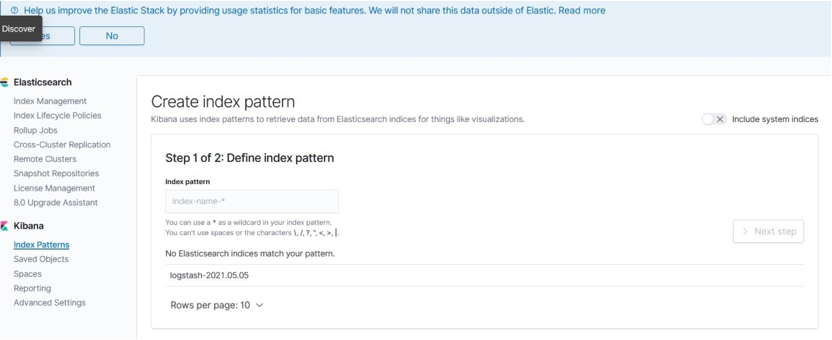 Help us improve the Elastic Stack by providing usage statistics for basic features. We will not share this data outside of Elastic. Read more
Discover
No
Elasticsearch
Index Management
Index Lifecycle Policies
Rollup Jobs
Cross-Cluster Replication
Remote Clusters
Snapshot Repositories
License Management
8.0 Upgrade Assistant
Kibana
Index Patterns
Saved Objects
Spaces
Reporting
Advanced Settings
Create index pattern
Kibana uses index patterns to retrieve data from Elasticsearch indices for things like visualizations.
Include system indices
Step 1 of 2: Define index pattern
Index pattern
index-name-*
You can use a * as a wildcard in your index pattern.
You can't use spaces or the characters \, /, ?, ", <, >, |.
Next step
No Elasticsearch indices match your pattern.
logstash-2021.05.05
Rows per page: 10